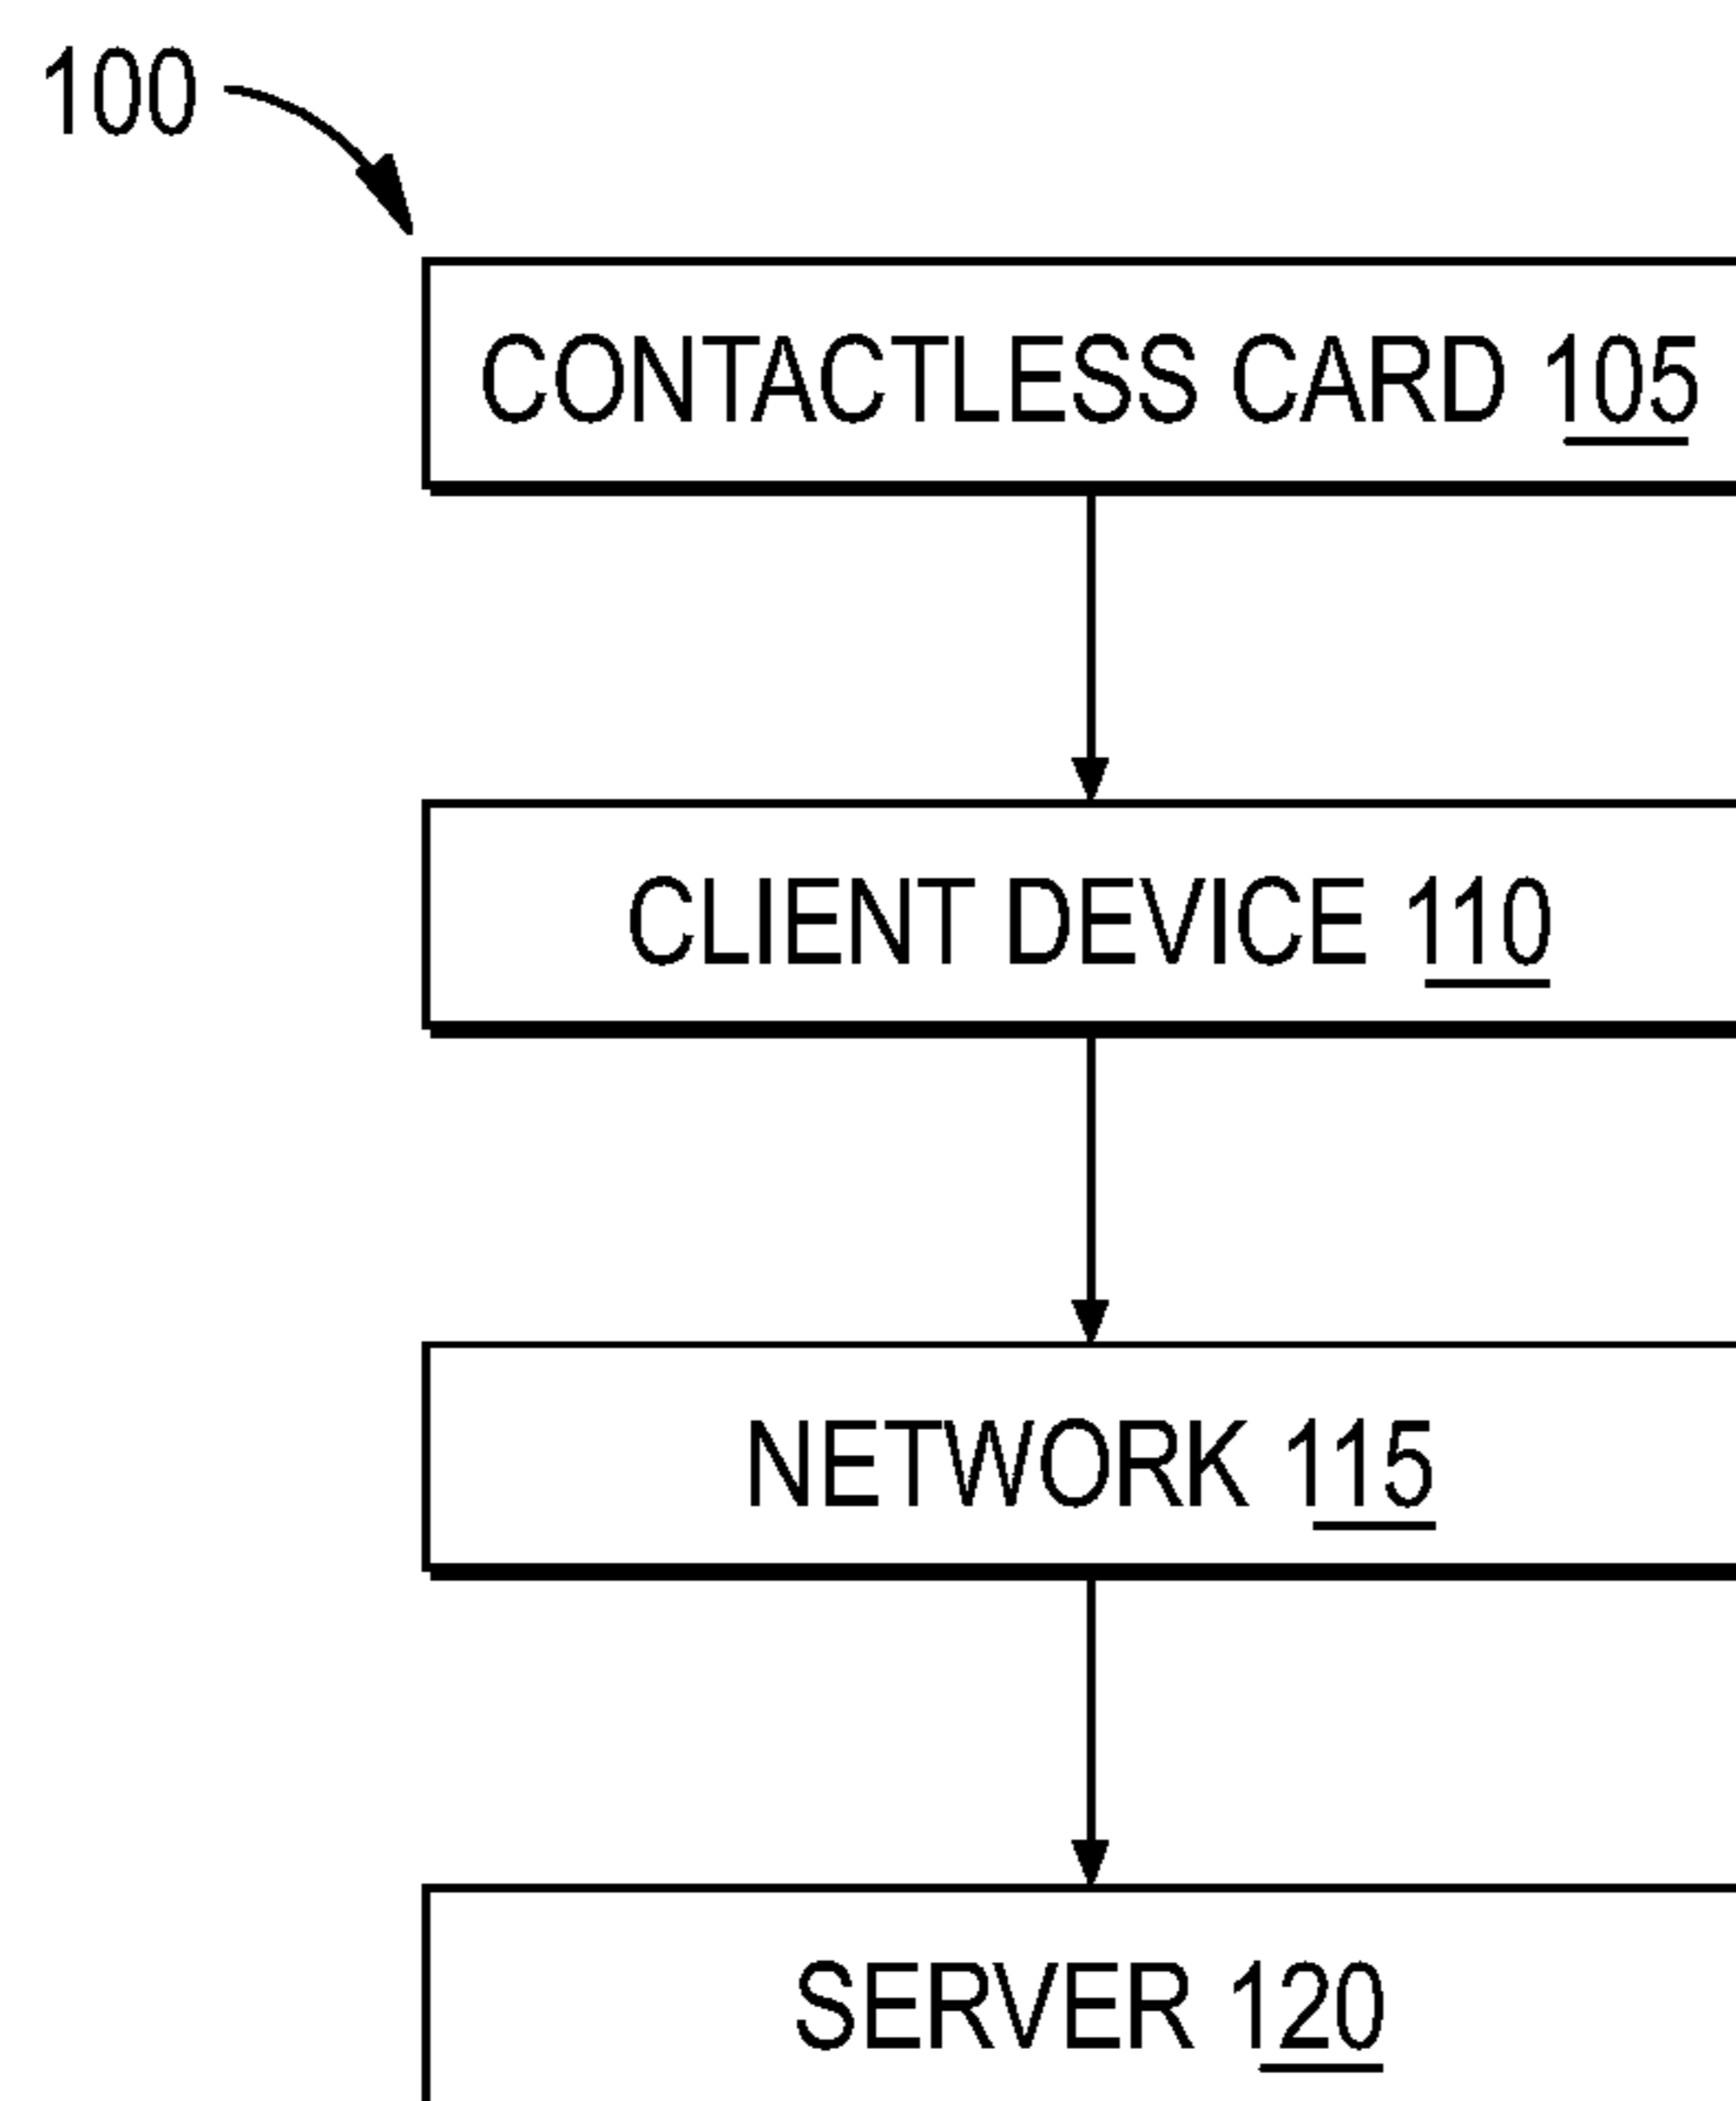 100
CONTACTLESS CARD 105
CLIENT DEVICE 110
NETWORK 115
SERVER 120